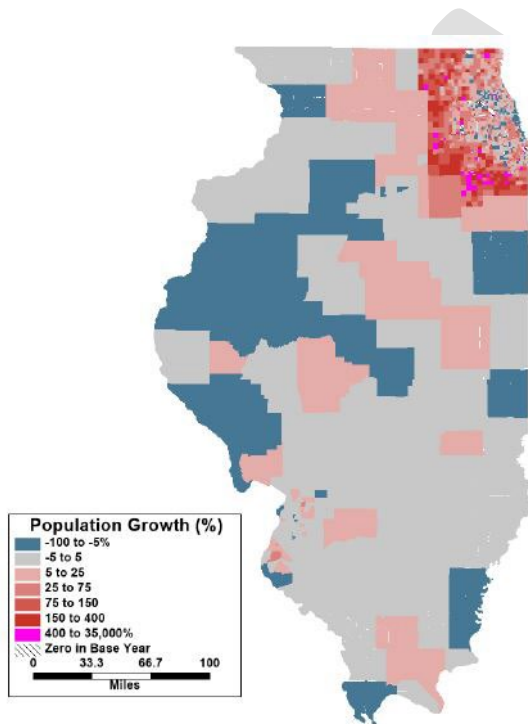 Population Growth (%)
-100 to -5%
-5 to 5
5 to 25
25 to 75
75 to 150
150 to 400
400 to 35,000%
Zero in Base Year
0 33.3 66.7 100
Miles